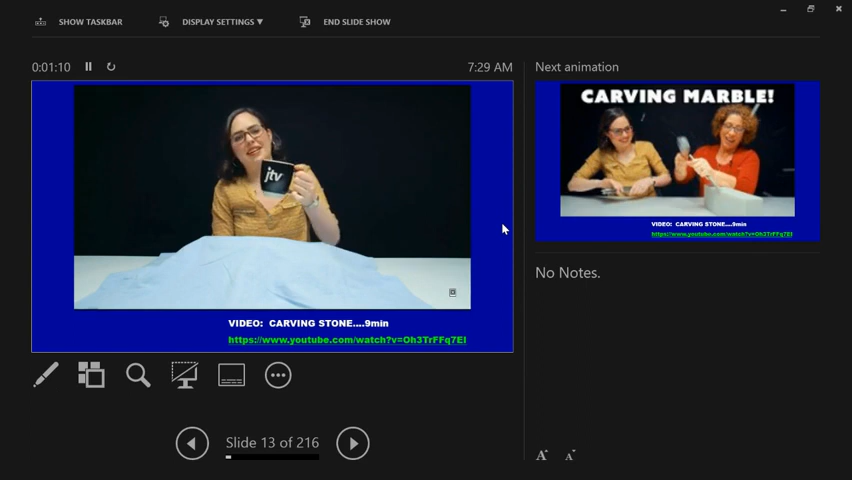 SHOW TASKBAR
DISPLAY SETTINGS ▼
END SLIDE SHOW
0:01:10
7:29 AM
jtv
VIDEO: CARVING STONE....9min
https://www.youtube.com/watch?v=Oh3TrFFq7EI
Slide 13 of 216
Next animation
CARVING MARBLE!
VIDEO: CARVING STONE....9min
https://www.youtube.com/watch?v=Oh3TrFFq7EI
No Notes.
A
A